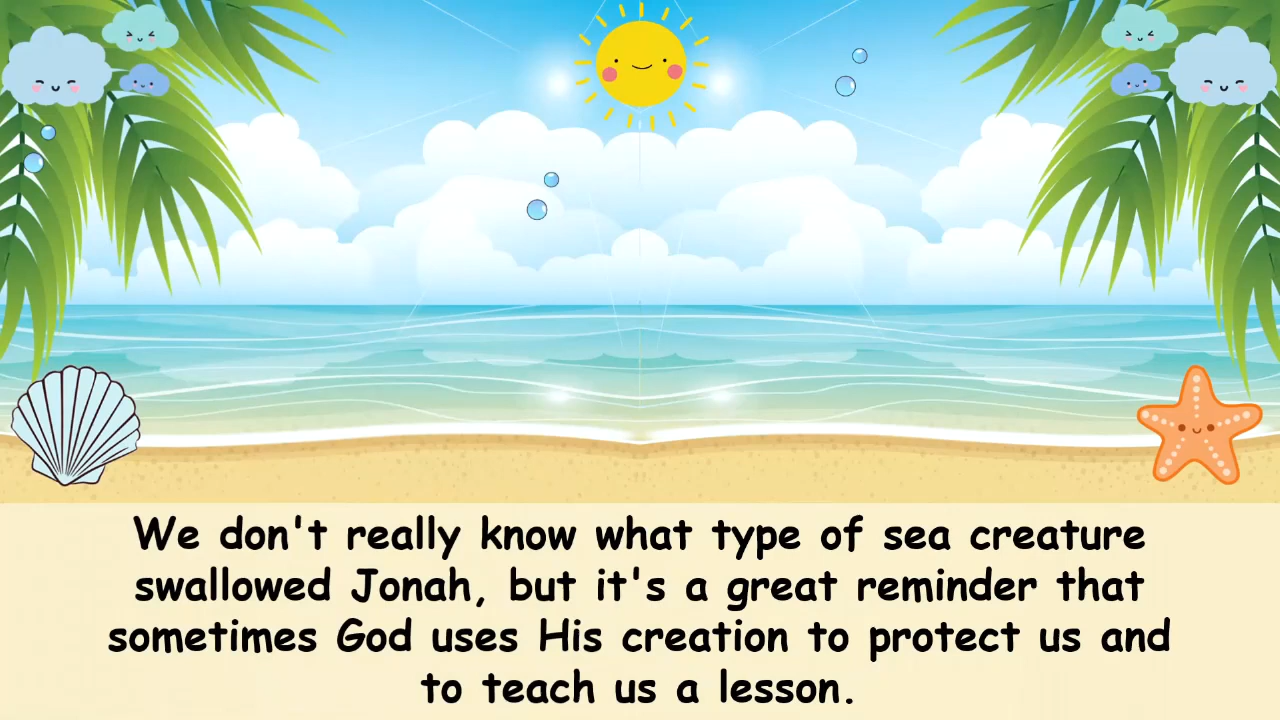 We don't really know what type of sea creature
swallowed Jonah, but it's a great reminder that
sometimes God uses His creation to protect us and
to teach us a lesson.